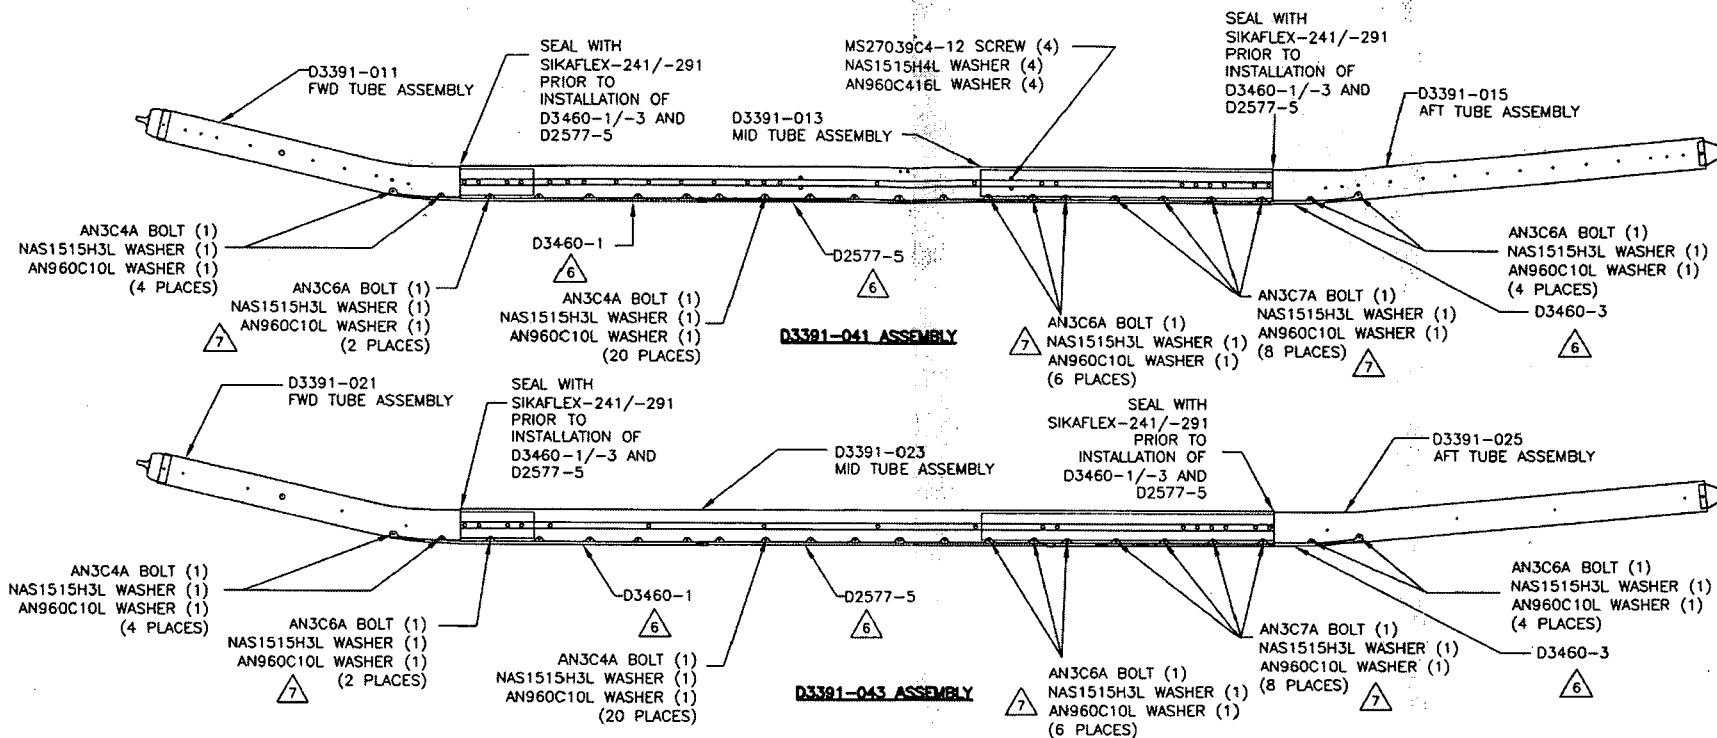 D3391-011
FWD TUBE ASSEMBLY
SEAL WITH
SIKAFLEX-241/-291
PRIOR TO
INSTALLATION OF
D3460-1/-3 AND
D2577-5
D3391-013
MID TUBE ASSEMBLY
MS27039C4-12 SCREW (4)
NAS1515H4L WASHER (4)
AN960C416L WASHER (4)
SEAL WITH
SIKAFLEX-241/-291
PRIOR TO
INSTALLATION OF
D3460-1/-3 AND
D2577-5
D3391-015
AFT TUBE ASSEMBLY
AN3C4A BOLT (1)
NAS1515H3L WASHER (1)
AN960C10L WASHER (1)
(4 PLACES)
AN3C6A BOLT (1)
NAS1515H3L WASHER (1)
AN960C10L WASHER (1)
(2 PLACES)
7
D3460-1
6
AN3C4A BOLT (1)
NAS1515H3L WASHER (1)
AN960C10L WASHER (1)
(20 PLACES)
D2577-5
6
D3391-041 ASSEMBLY
7
AN3C6A BOLT (1)
NAS1515H3L WASHER (1)
AN960C10L WASHER (1)
(6 PLACES)
AN3C7A BOLT (1)
NAS1515H3L WASHER (1)
AN960C10L WASHER (1)
(8 PLACES)
7
AN3C6A BOLT (1)
NAS1515H3L WASHER (1)
AN960C10L WASHER (1)
(4 PLACES)
D3460-3
6
D3391-021
FWD TUBE ASSEMBLY
SEAL WITH
SIKAFLEX-241/-291
PRIOR TO
INSTALLATION OF
D3460-1/-3 AND
D2577-5
D3391-023
MID TUBE ASSEMBLY
SEAL WITH
SIKAFLEX-241/-291
PRIOR TO
INSTALLATION OF
D3460-1/-3 AND
D2577-5
D3391-025
AFT TUBE ASSEMBLY
AN3C4A BOLT (1)
NAS1515H3L WASHER (1)
AN960C10L WASHER (1)
(4 PLACES)
AN3C6A BOLT (1)
NAS1515H3L WASHER (1)
AN960C10L WASHER (1)
(2 PLACES)
7
D3460-1
6
AN3C4A BOLT (1)
NAS1515H3L WASHER (1)
AN960C10L WASHER (1)
(20 PLACES)
D2577-5
6
D3391-043 ASSEMBLY
7
AN3C6A BOLT (1)
NAS1515H3L WASHER (1)
AN960C10L WASHER (1)
(6 PLACES)
AN3C7A BOLT (1)
NAS1515H3L WASHER (1)
AN960C10L WASHER (1)
(8 PLACES)
7
AN3C6A BOLT (1)
NAS1515H3L WASHER (1)
AN960C10L WASHER (1)
(4 PLACES)
D3460-3
6